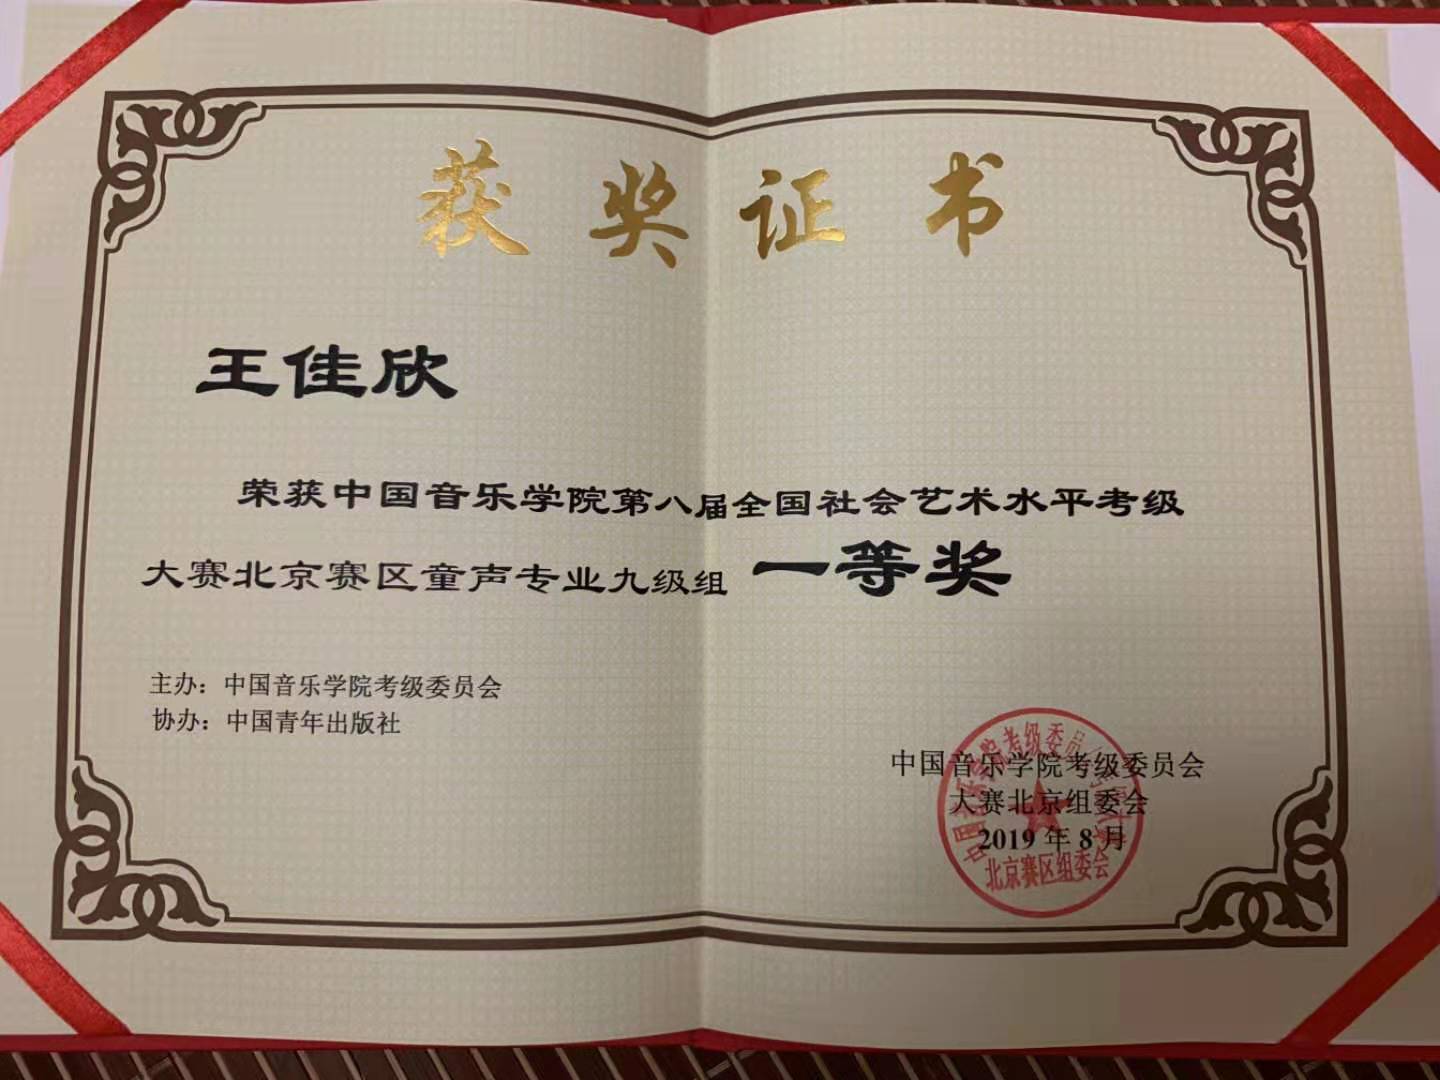 获奖证书
王佳欣
荣获中国音乐学院第八届全国社会艺术水平考级
大赛北京赛区童声专业九级组 一等奖
主办：中国音乐学院考级委员会
协办：中国青年出版社
中国音乐学院考级委员会
大赛北京组委会
2019 年 8 月
北京赛区组委会